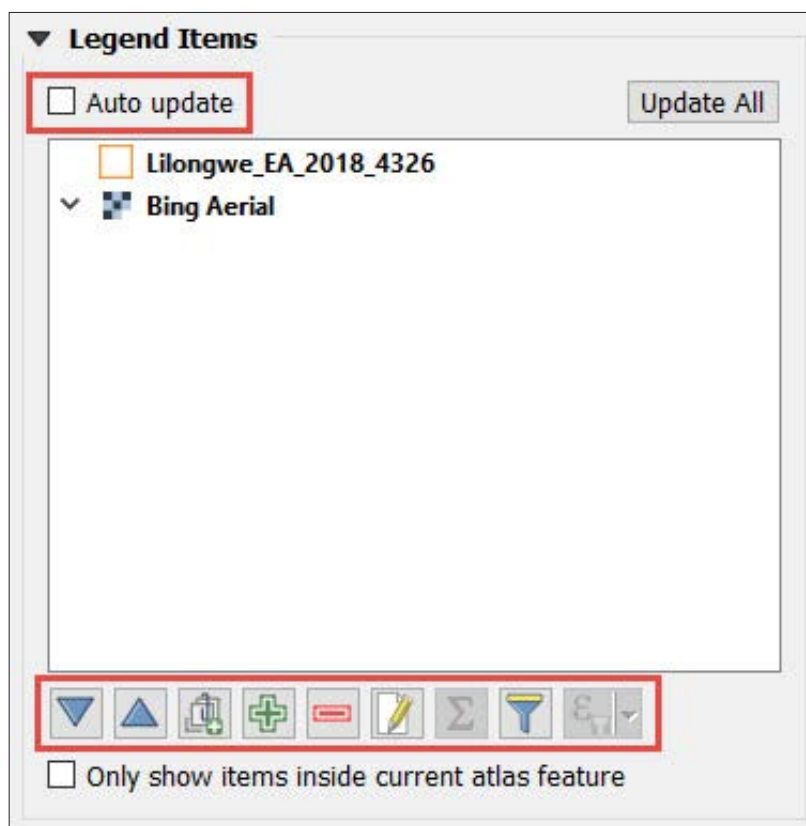 Legend Items
Auto update
Update All
Lilongwe_EA_2018_4326
Bing Aerial
Σ
ε
Only show items inside current atlas feature